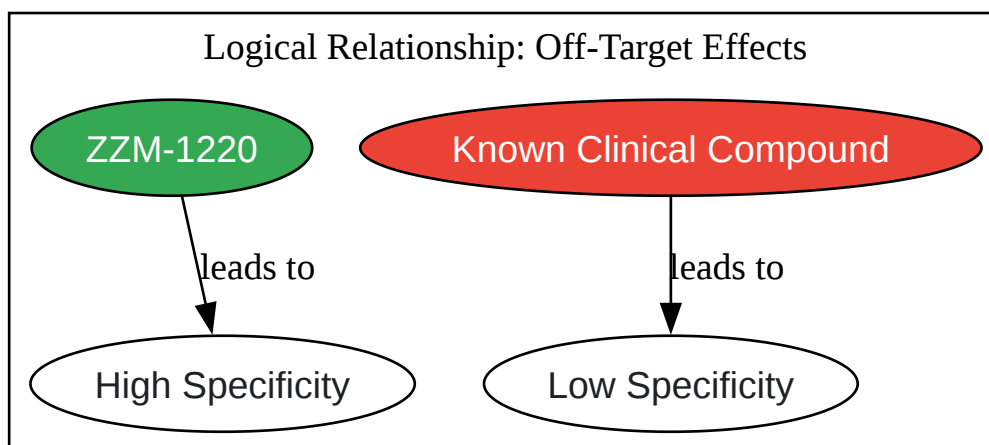 Logical Relationship: Off-Target Effects
ZZM-1220
Known Clinical Compound
leads to
leads to
High Specificity
Low Specificity